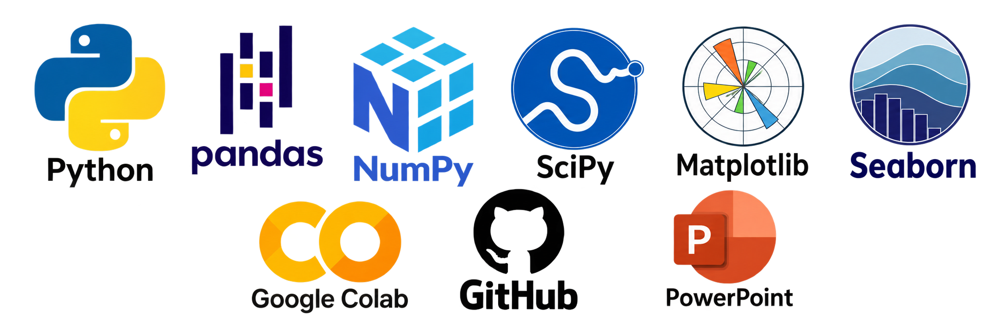 Python
pandas
NumPy
SciPy
Matplotlib
Seaborn
P
Google Colab
GitHub
PowerPoint